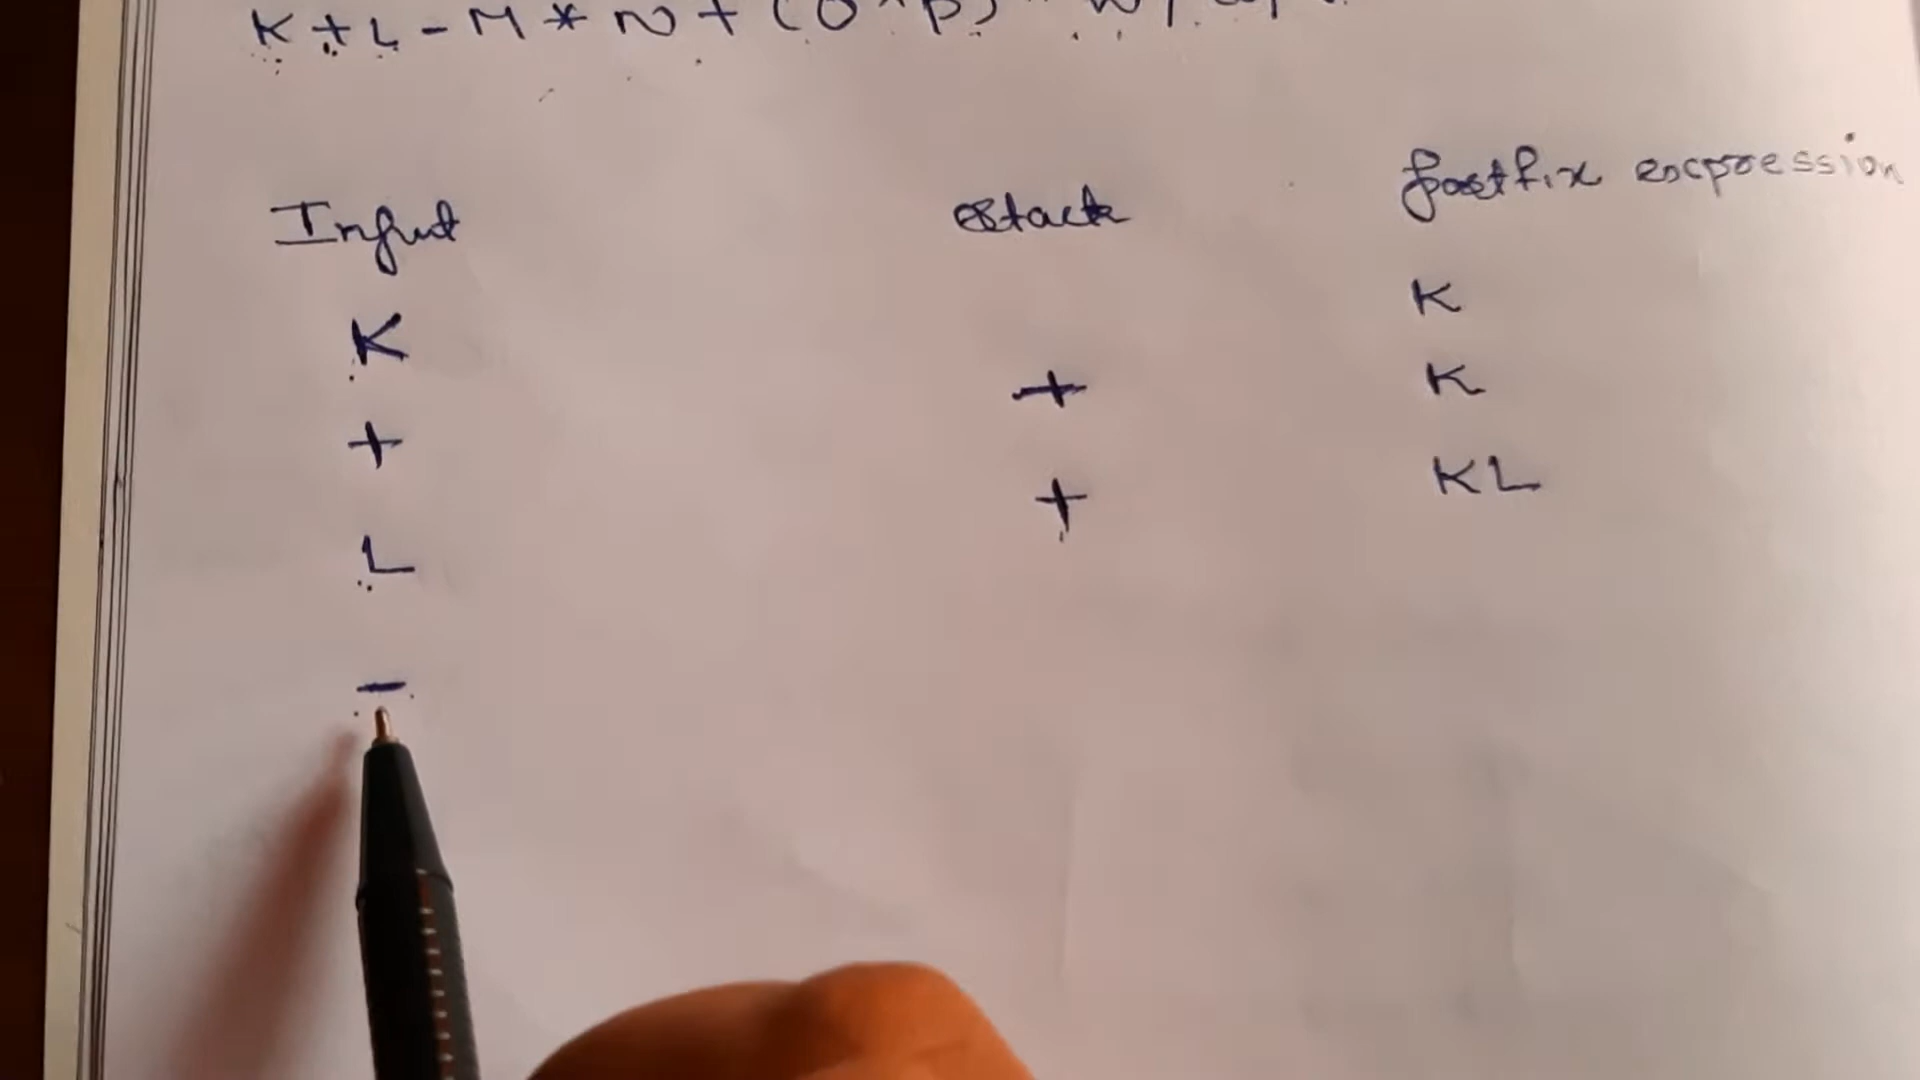 K + L - M * N + ( O ^ P )
Input stack postfix expression
K K
+ + K
L + KL
-